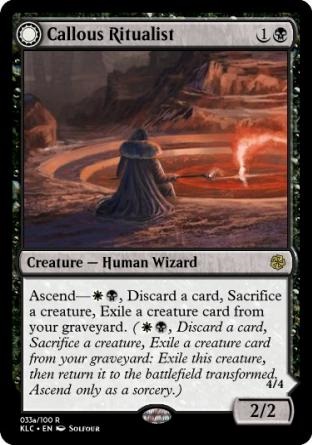 Callous Ritualist 1
Creature — Human Wizard
Ascend—, Discard a card, Sacrifice
a creature, Exile a creature card from
your graveyard. (, Discard a card,
Sacrifice a creature, Exile a creature card
from your graveyard: Exile this creature,
then return it to the battlefield transformed.
Ascend only as a sorcery.)
4/4
2/2
033a/100 R
KLC • EN SOLFOUR